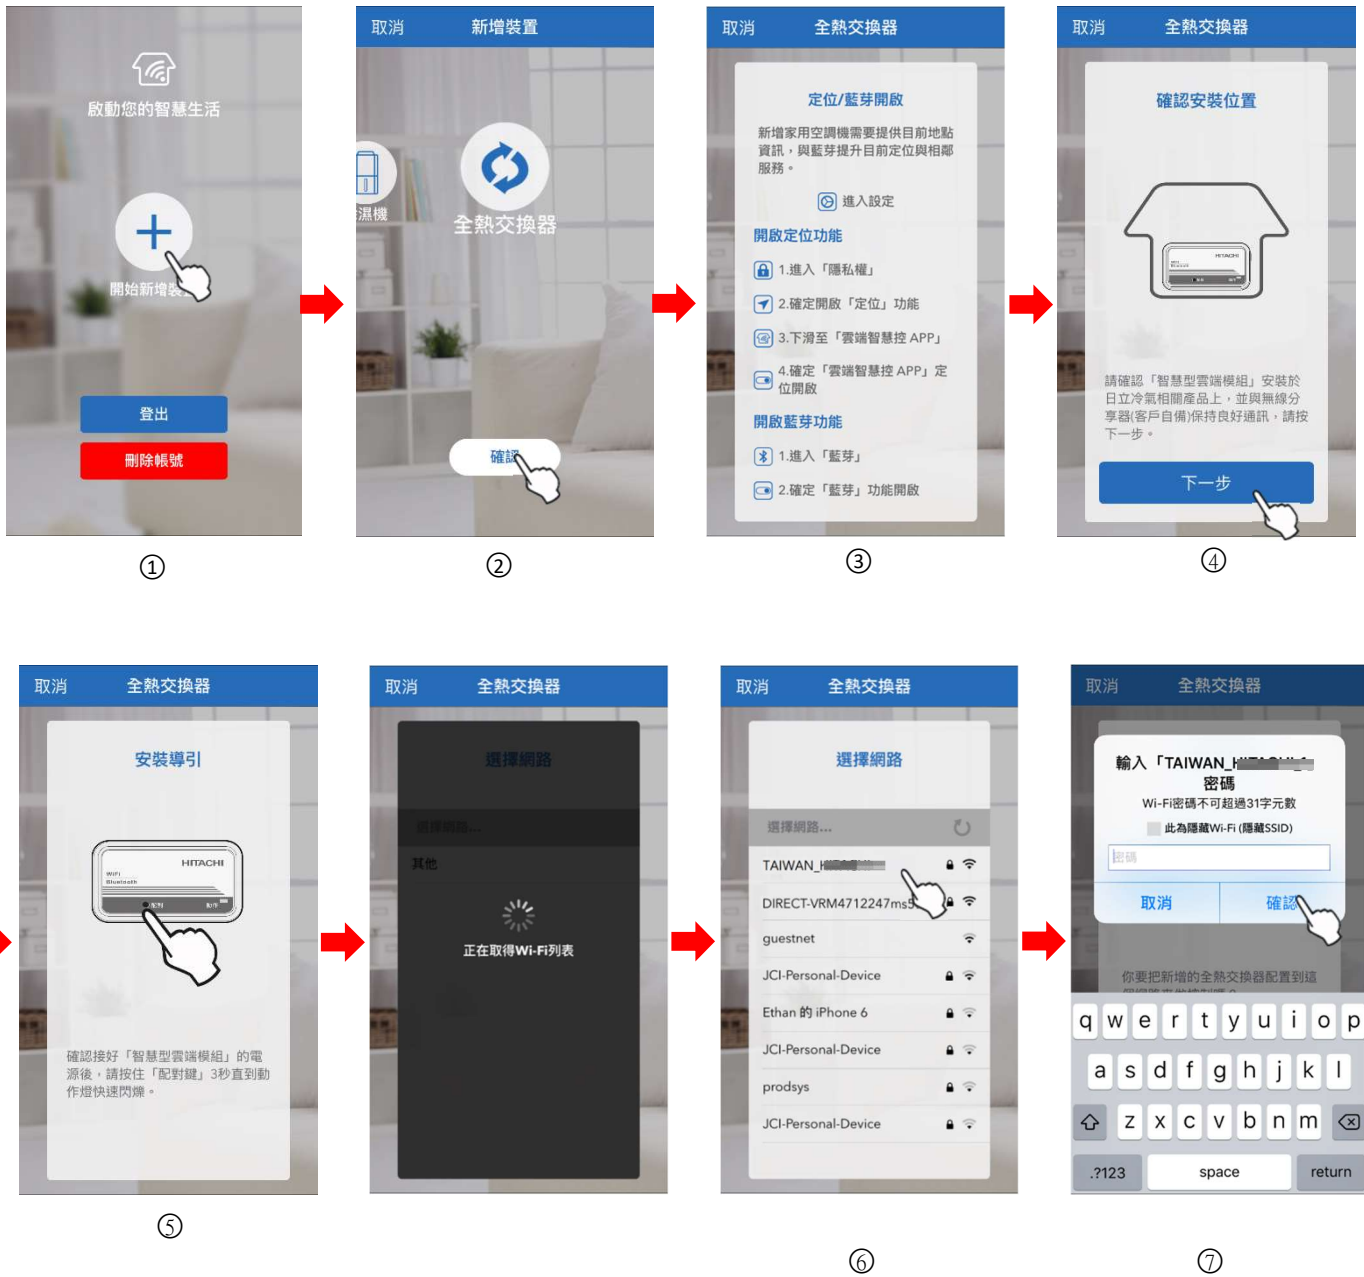 啟動您的智慧生活
開始新增裝
登出
刪除帳號
①
取消 新增裝置
濕機
全熱交換器
確認
②
取消 全熱交換器
定位/藍芽開啟
新增家用空調機需要提供目前地點
資訊，與藍芽提升目前定位與相鄰
服務。
進入設定
開啟定位功能
1.進入「隱私權」
2.確定開啟「定位」功能
3.下滑至「雲端智慧控 APP」
4.確定「雲端智慧控 APP」定
位開啟
開啟藍芽功能
1.進入「藍芽」
2.確定「藍芽」功能開啟
③
取消 全熱交換器
確認安裝位置
HITACHI
請確認「智慧型雲端模組」安裝於
日立冷氣相關產品上，並與無線分
享器(客戶自備)保持良好通訊，請按
下一步。
下一步
④
取消 全熱交換器
安裝導引
HITACHI
WiFi
Bluetooth
配對 動作
確認接好「智慧型雲端模組」的電
源後，請按住「配對鍵」3秒直到動
作燈快速閃爍。
⑤
取消 全熱交換器
選擇網路
選擇網路...
其他
正在取得Wi-Fi列表
取消 全熱交換器
選擇網路
選擇網路...
TAIWAN_
DIRECT-VRM4712247ms5
guestnet
JCI-Personal-Device
Ethan 的 iPhone 6
JCI-Personal-Device
prodsys
JCI-Personal-Device
⑥
取消 全熱交換器
輸入「TAIWAN_
密碼
Wi-Fi密碼不可超過31字元數
此為隱藏Wi-Fi (隱藏SSID)
密碼
取消 確認
你要把新增的全熱交換器配置到這
q w e r t y u i o p
a s d f g h j k l
z x c v b n m
.?123 space return
⑦